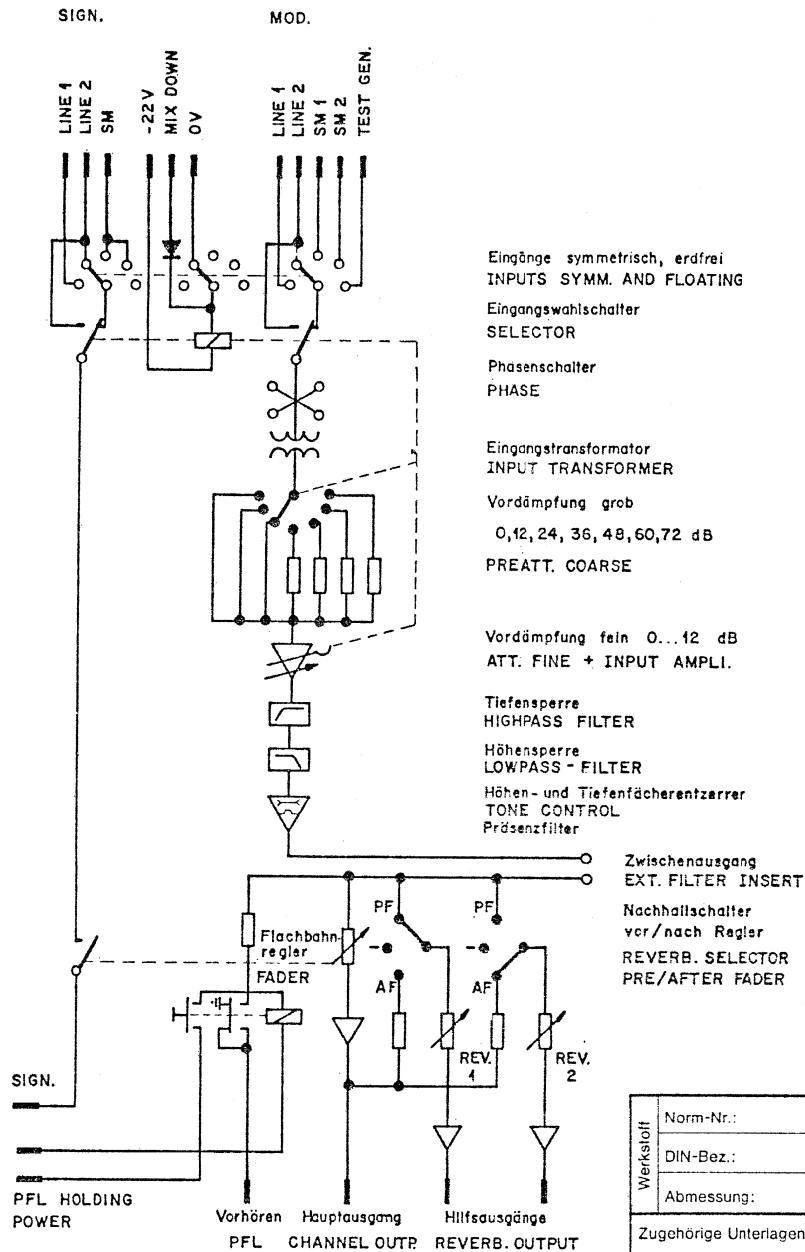 SIGN.
MOD.
LINE 1
LINE 2
SM
-22V
MIX DOWN
0V
LINE 1
LINE 2
SM 1
SM 2
TEST GEN.
Eingänge symmetrisch, erdfrei
INPUTS SYMM. AND FLOATING
Eingangswahlschalter
SELECTOR
Phasenschalter
PHASE
Eingangstransformator
INPUT TRANSFORMER
Vordämpfung grob
0,12,24, 36,48,60,72 dB
PREATT. COARSE
Vordämpfung fein 0...12 dB
ATT. FINE + INPUT AMPLI.
Tiefensperre
HIGHPASS FILTER
Höhensperre
LOWPASS - FILTER
Höhen- und Tiefenfächerentzerrer
TONE CONTROL
Präsenzfilter
Zwischenausgang
EXT. FILTER INSERT
Nachhallschalter
vor/nach Regler
REVERB. SELECTOR
PRE/AFTER FADER
PF
PF
Flachbahn-
regler
FADER
AF
AF
REV.
1
REV.
2
SIGN.
PFL HOLDING
POWER
Vorhören
PFL
Hauptausgang
CHANNEL OUTP.
Hilfsausgänge
REVERB. OUTPUT
Werkstoff
Norm-Nr.:
DIN-Bez.:
Abmessung:
Zugehörige Unterlagen